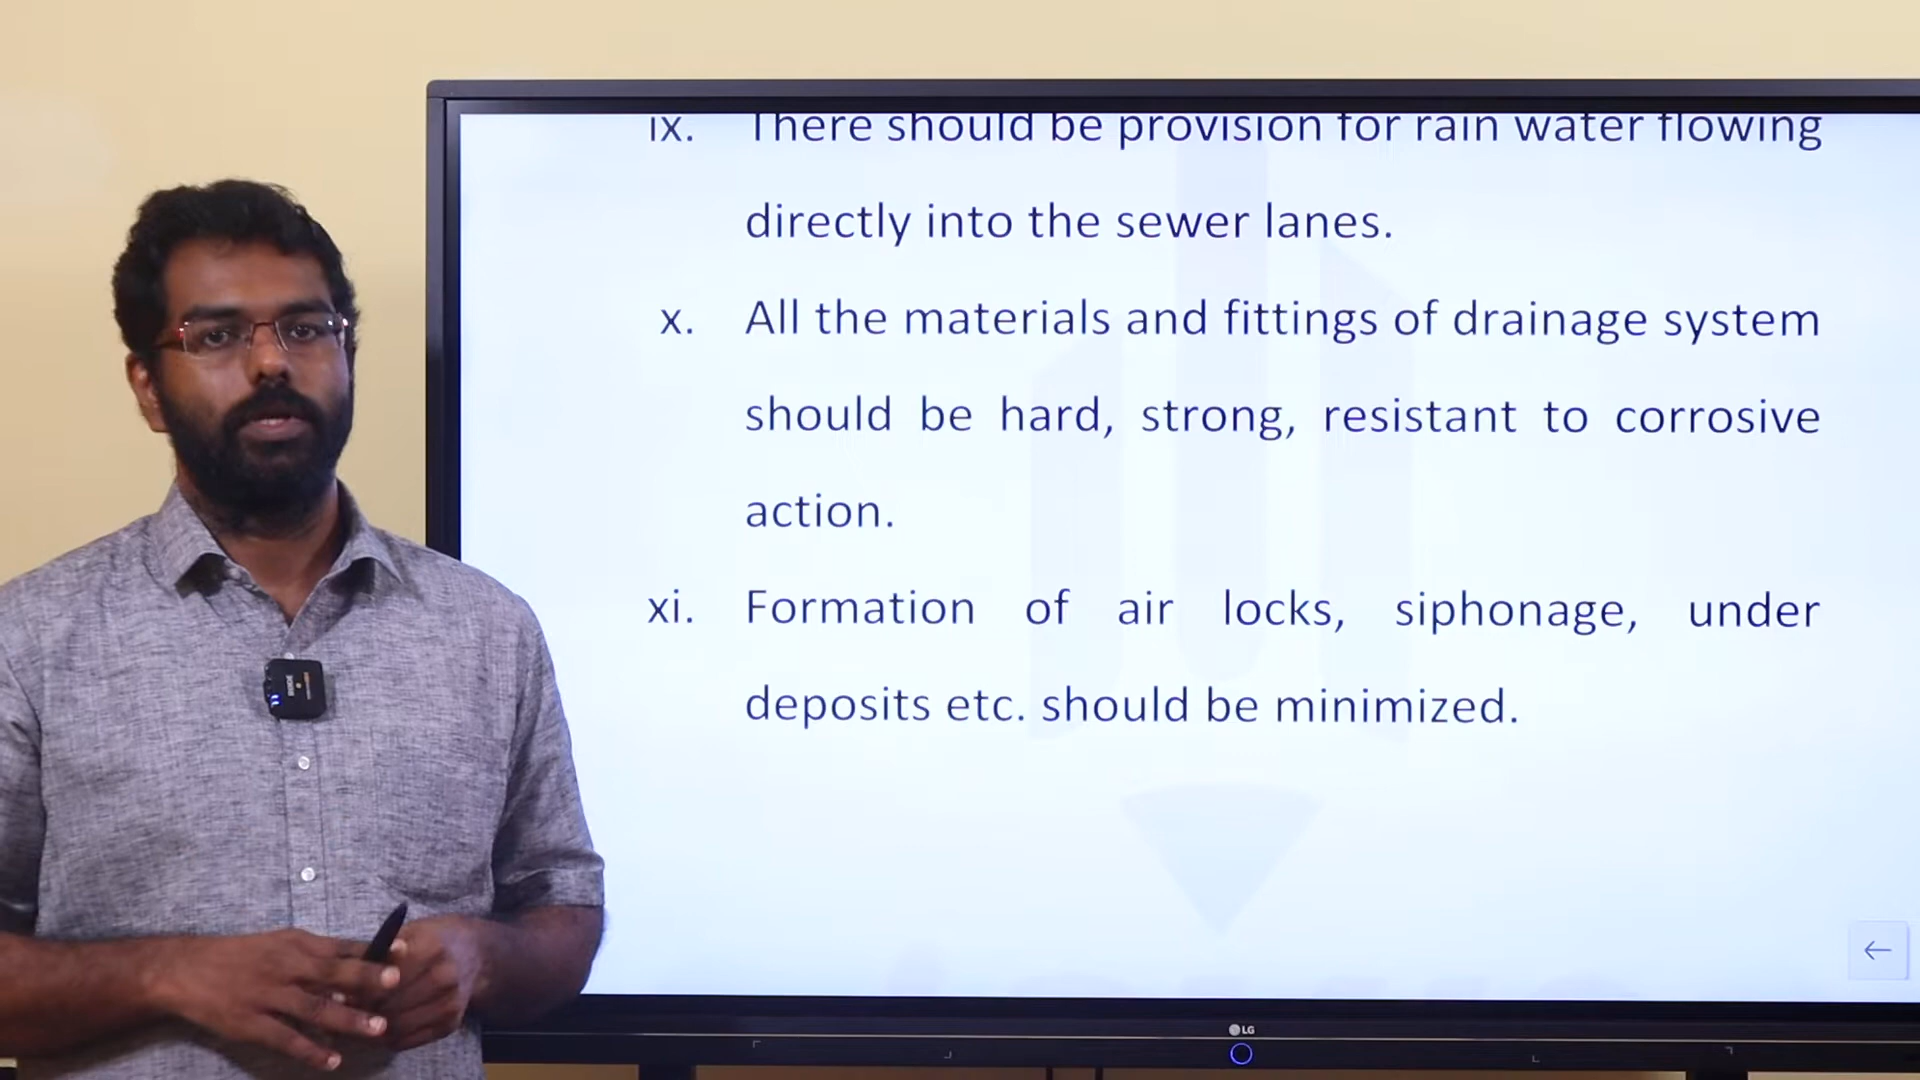 ix. There should be provision for rain water flowing
directly into the sewer lanes.
x. All the materials and fittings of drainage system
should be hard, strong, resistant to corrosive
action.
xi. Formation of air locks, siphonage, under
deposits etc. should be minimized.
LG